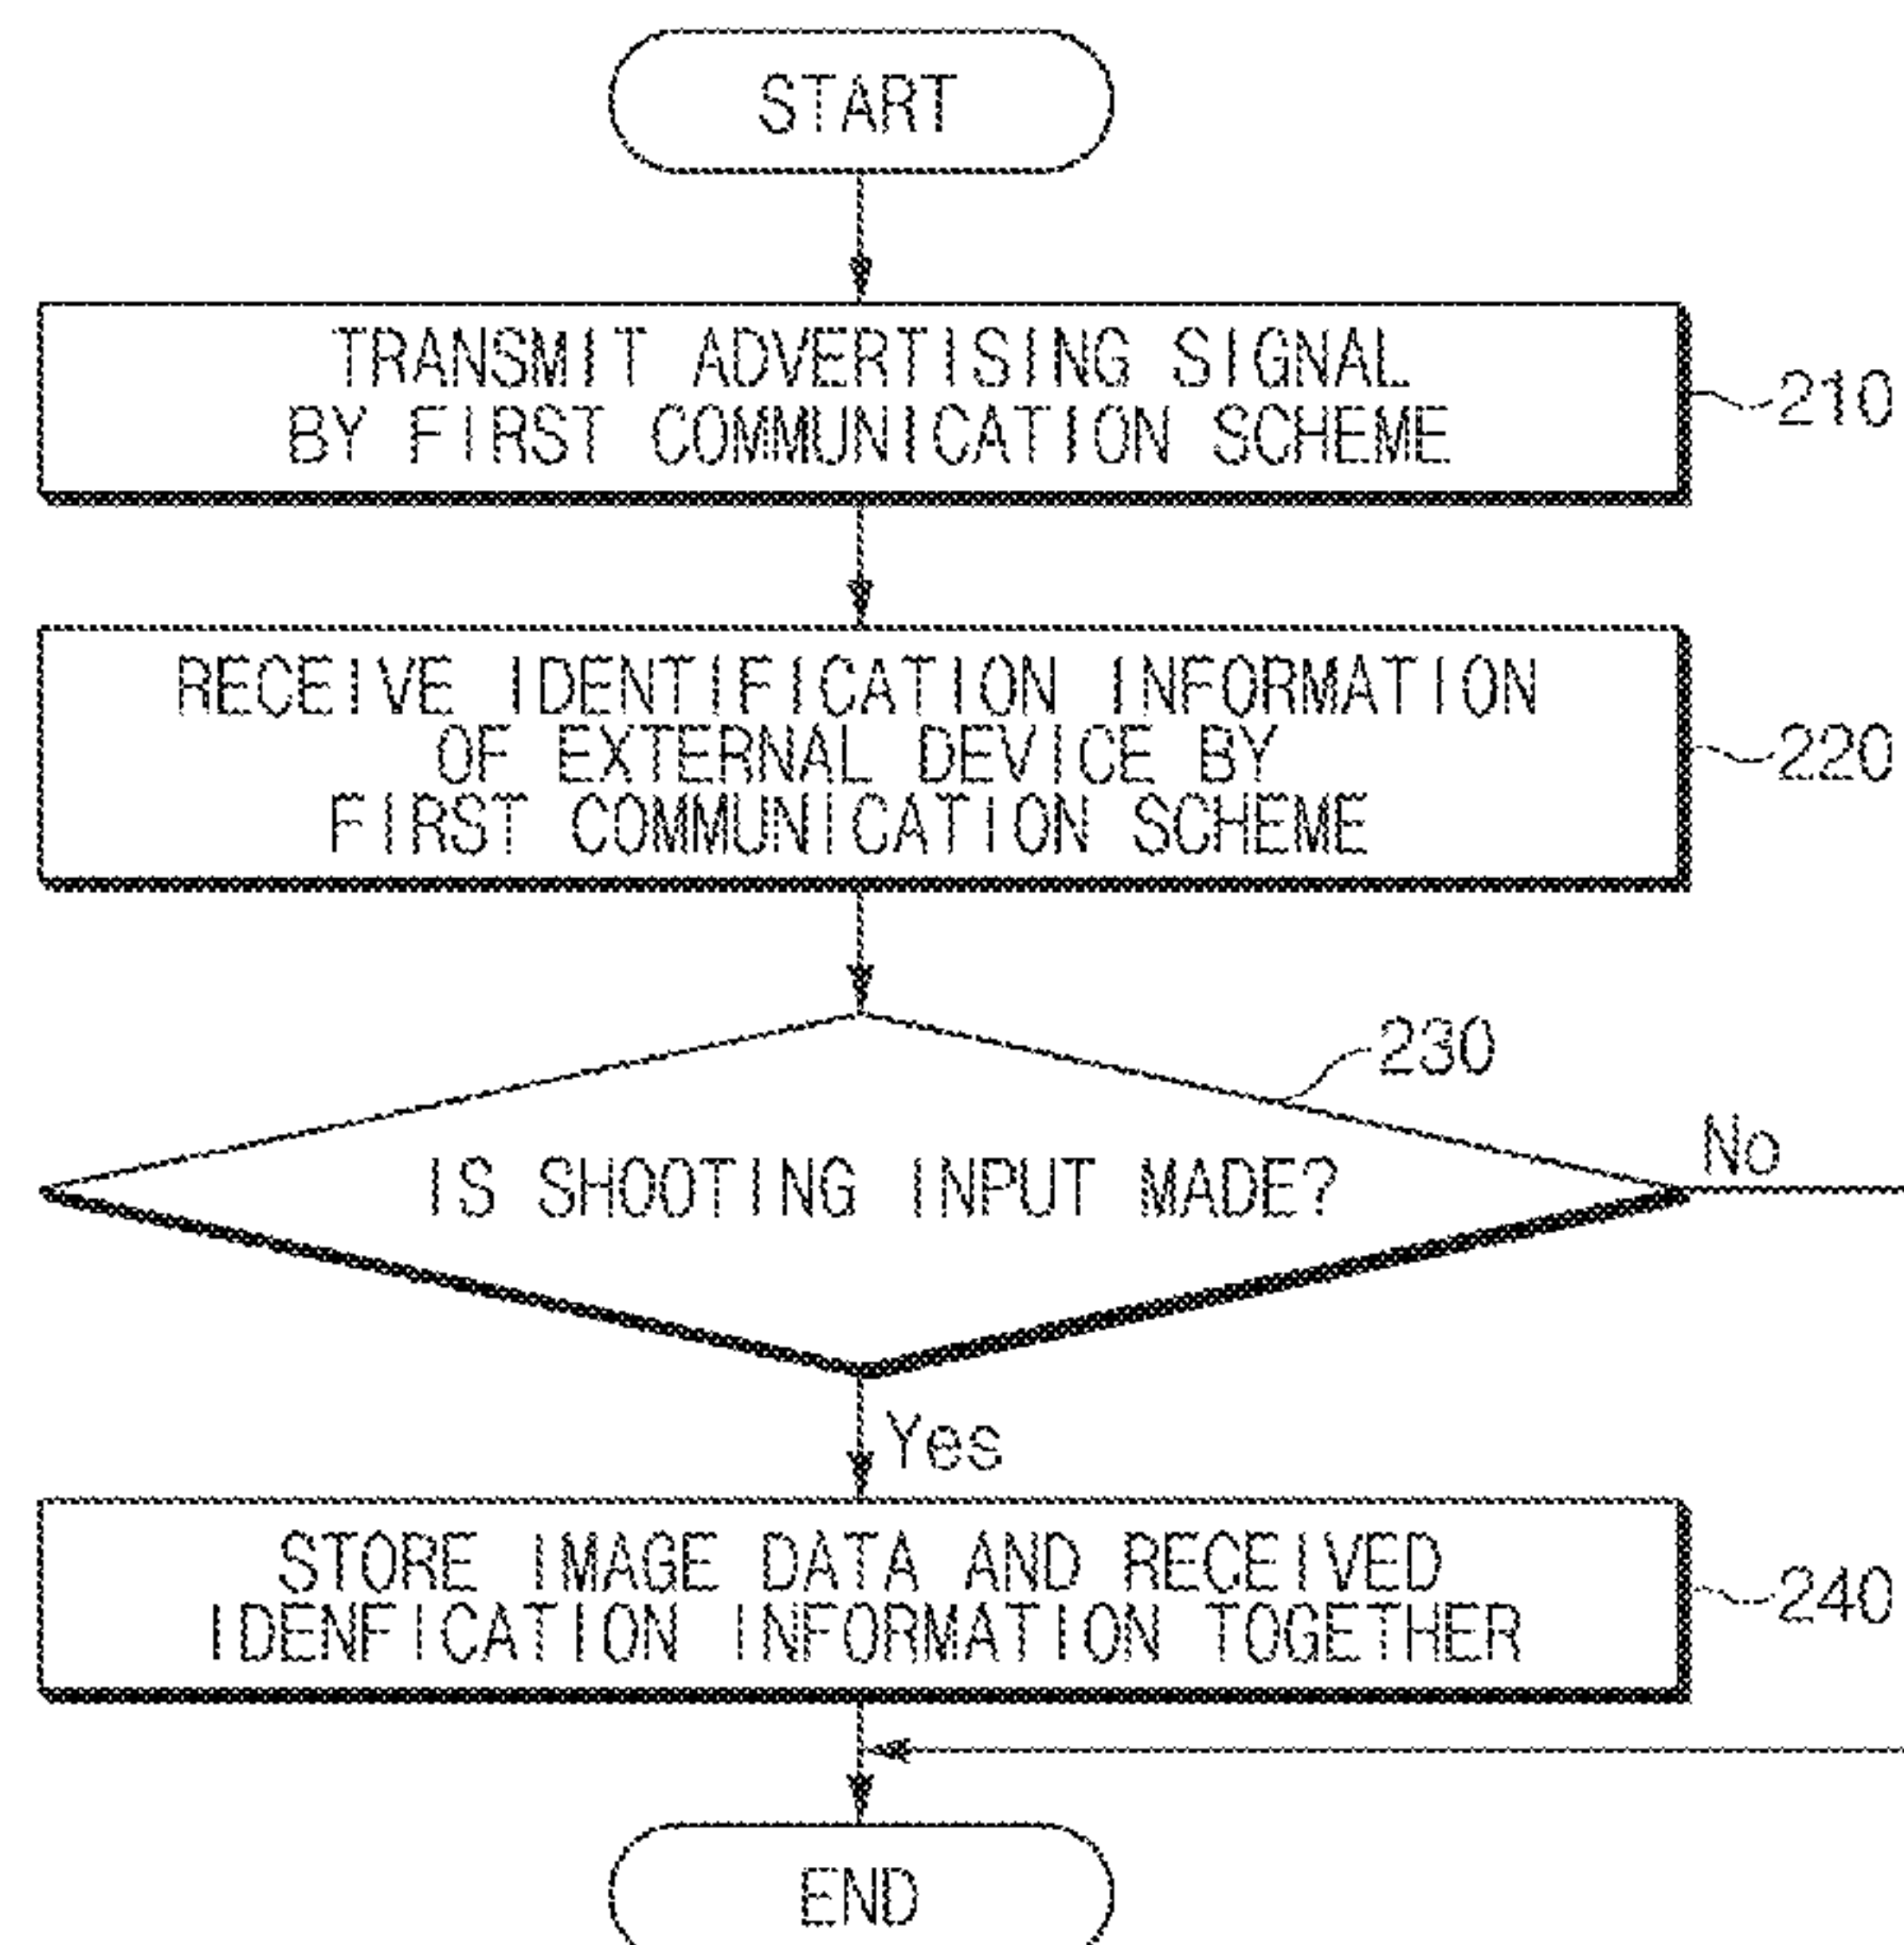 START
TRANSMIT ADVERTISING SIGNAL
BY FIRST COMMUNICATION SCHEME
210
RECEIVE IDENTIFICATION INFORMATION
OF EXTERNAL DEVICE BY
FIRST COMMUNICATION SCHEME
220
230
IS SHOOTING INPUT MADE?
No
Yes
STORE IMAGE DATA AND RECEIVED
IDENFICATION INFORMATION TOGETHER
240
END